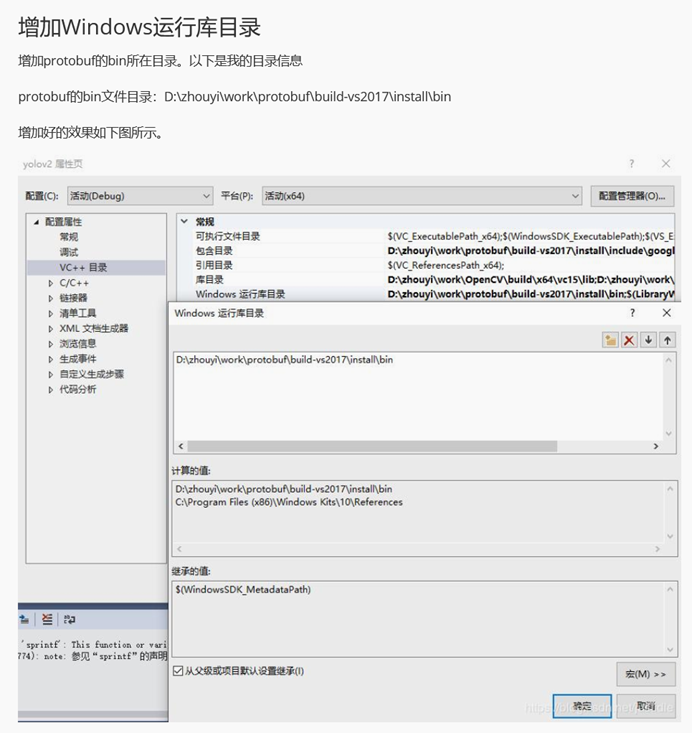 增加Windows运行库目录
增加protobuf的bin所在目录。以下是我的目录信息
protobuf的bin文件目录：D:\zhouyi\work\protobuf\build-vs2017\install\bin
增加好的效果如下图所示。
yolov2 属性页
? ×
配置(C): 活动(Debug) 平台(P): 活动(x64) 配置管理器(O)...
配置属性
常规
调试
VC++ 目录
C/C++
链接器
清单工具
XML 文档生成器
浏览信息
生成事件
自定义生成步骤
代码分析
常规
可执行文件目录 $(VC_ExecutablePath_x64);$(WindowsSDK_ExecutablePath);$(VS_E
包含目录 D:\zhouyi\work\protobuf\build-vs2017\install\include\goog
引用目录 $(VC_ReferencesPath_x64);
库目录 D:\zhouyi\work\OpenCV\build\x64\vc15\lib;D:\zhouyi\work\
Windows 运行库目录 D:\zhouyi\work\protobuf\build-vs2017\install\bin;$(LibraryW
Windows 运行库目录
? ×
D:\zhouyi\work\protobuf\build-vs2017\install\bin
计算的值:
D:\zhouyi\work\protobuf\build-vs2017\install\bin
C:\Program Files (x86)\Windows Kits\10\References
继承的值:
$(WindowsSDK_MetadataPath)
从父级或项目默认设置继承(I)
宏(M) >>
确定 取消
'sprintf': This function or vari
774): note: 参见“sprintf”的声明